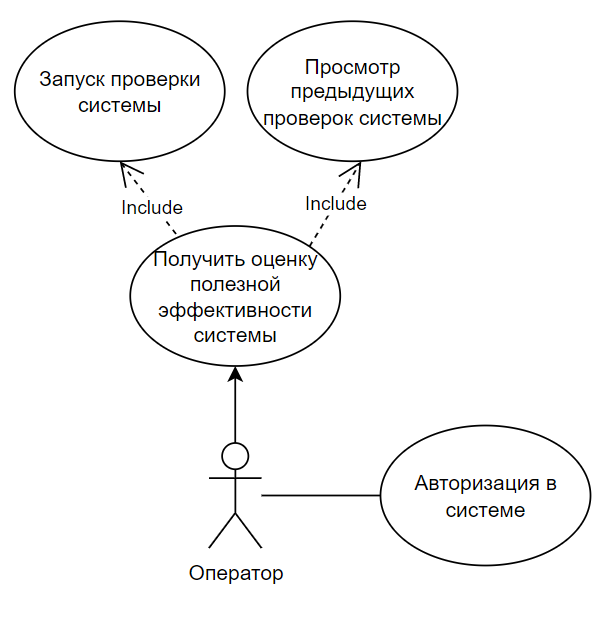 Запуск проверки
системы
Просмотр
предыдущих
проверок системы
Include
Include
Получить оценку
полезной
эффективности
системы
Авторизация в
системе
Оператор